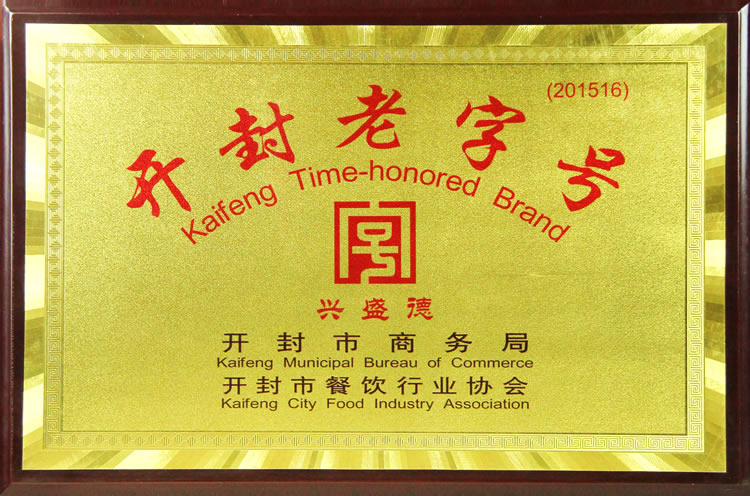 (201516)
开封老字号
Kaifeng Time-honored Brand
兴盛德
开封市商务局
Kaifeng Municipal Bureau of Commerce
开封市餐饮行业协会
Kaifeng City Food Industry Association